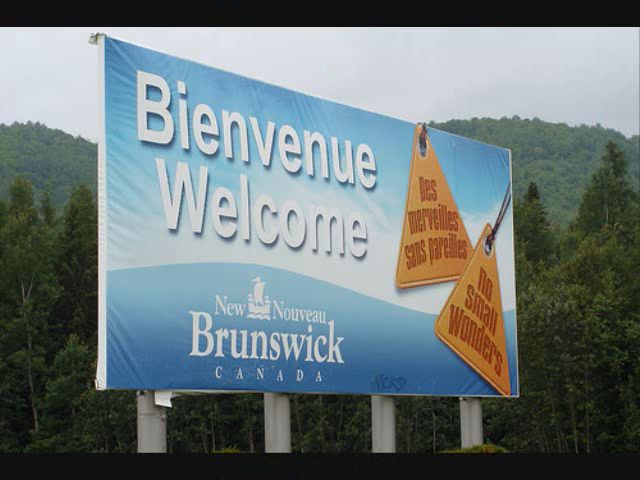 Bienvenue
Welcome
Des
merveilles
sans pareilles
no
small
wonders
New Nouveau
Brunswick
CANADA